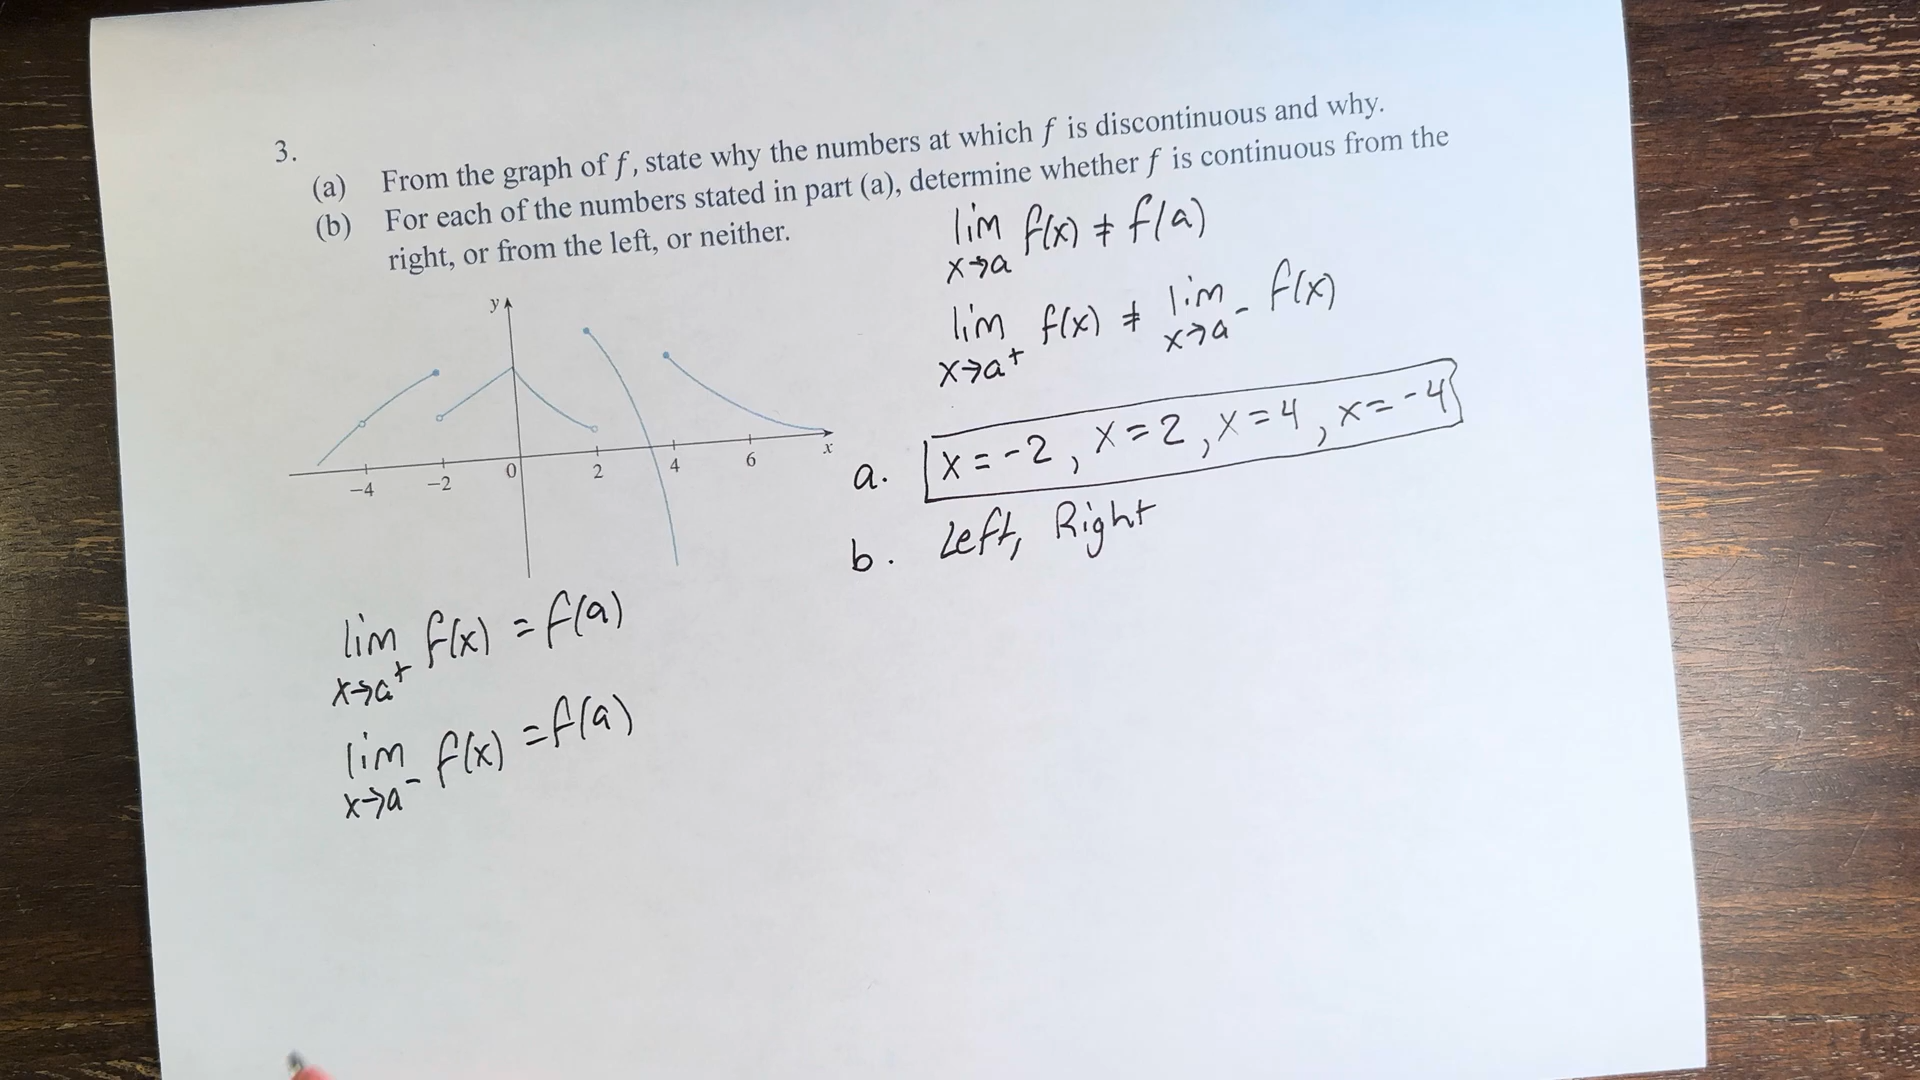 3.
(a) From the graph of f, state why the numbers at which f is discontinuous and why.
(b) For each of the numbers stated in part (a), determine whether f is continuous from the
right, or from the left, or neither.
lim f(x) ≠ f(a)
x→a
lim f(x) ≠ lim f(x)
x→a⁺ x→a⁻
y
-4 -2 0 2 4 6 x
a. x = -2, x = 2, x = 4, x = -4
b. Left, Right
lim f(x) = f(a)
x→a⁺
lim f(x) = f(a)
x→a⁻